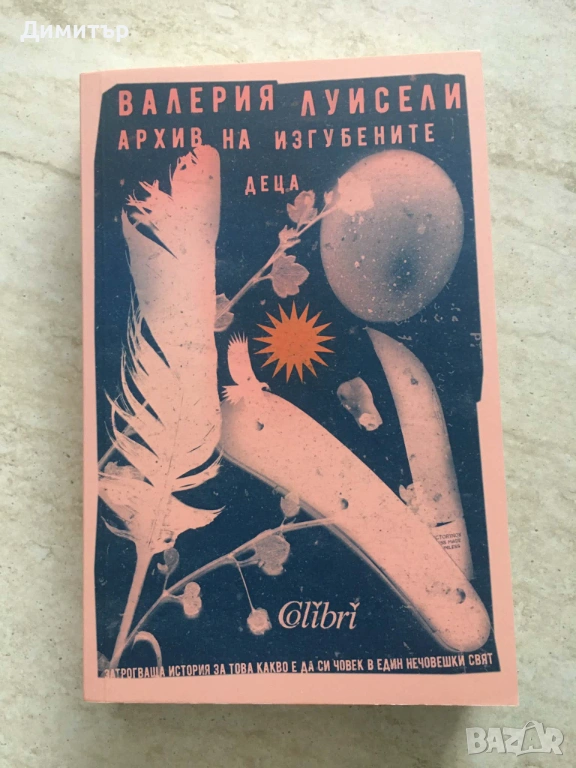 Димитър
ВАЛЕРИЯ ЛУИСЕЛИ
АРХИВ НА ИЗГУБЕНИТЕ
ДЕЦА
Colibri
ЗАТРОГВАЩА ИСТОРИЯ ЗА ТОВА КАКВО Е ДА СИ ЧОВЕК В ЕДИН НЕЧОВЕШКИ СВЯТ
BAZAR